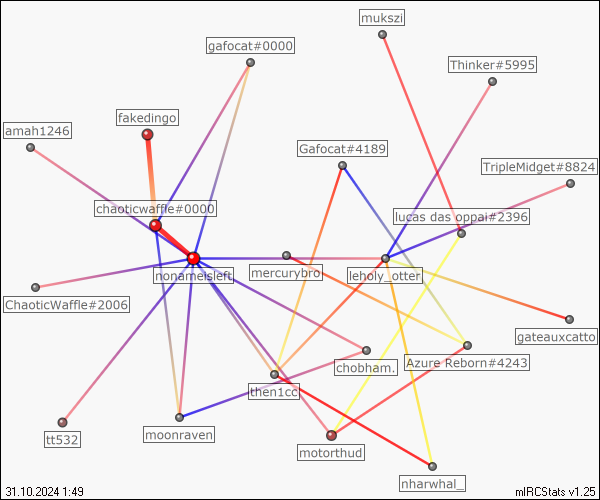 mukszi
gafocat#0000
Thinker#5995
fakedingo
amah1246
Gafocat#4189
TripleMidget#8824
chaoticwaffle#0000
lucas das oppai#2396
nonameisleft
mercurybro
leholy_otter
ChaoticWaffle#2006
gateauxcatto
Azure Reborn#4243
chobham.
then1cc
moonraven
tt532
motorthud
nharwhal_
31.10.2024 1:49
mIRCStats v1.25